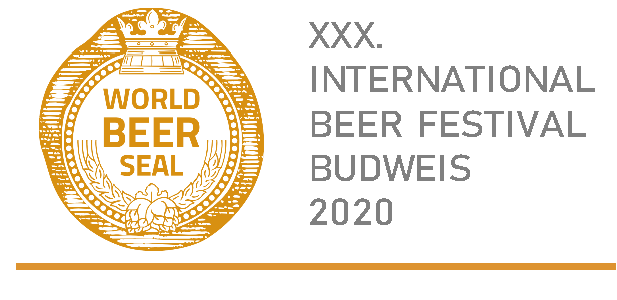 WORLD
BEER
SEAL
XXX.
INTERNATIONAL
BEER FESTIVAL
BUDWEIS
2020